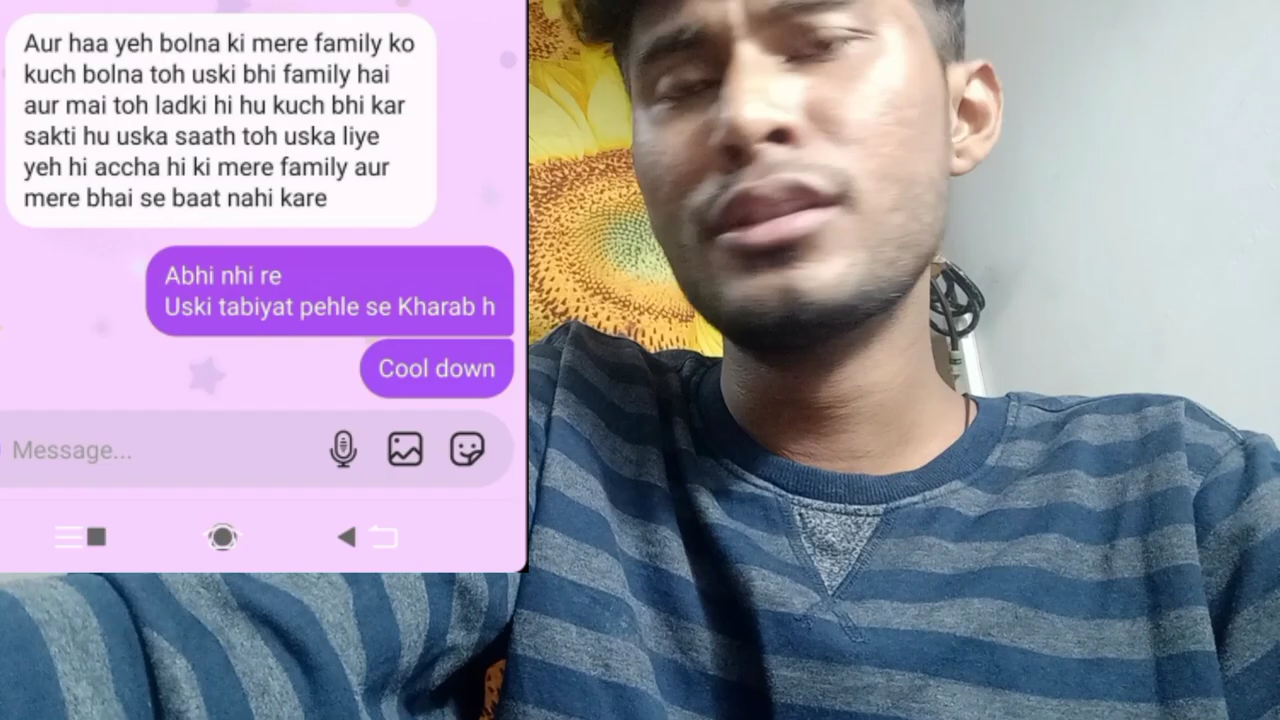 Aur haa yeh bolna ki mere family ko
kuch bolna toh uski bhi family hai
aur mai toh ladki hi hu kuch bhi kar
sakti hu uska saath toh uska liye
yeh hi accha hi ki mere family aur
mere bhai se baat nahi kare
Abhi nhi re
Uski tabiyat pehle se Kharab h
Cool down
Message...